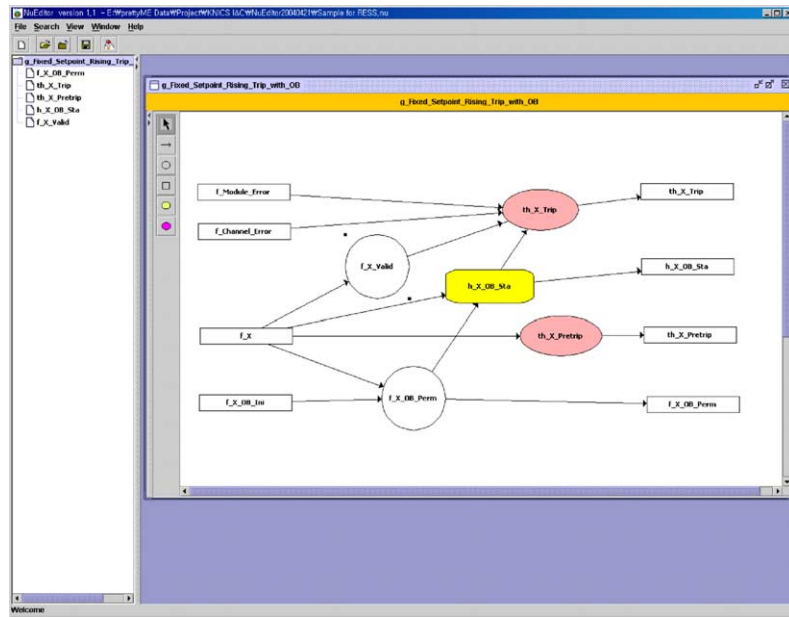 NuEditor version 1,1 - E:₩prettyME Data₩Project₩KNICS I&C₩NuEditor20040421₩Sample for RESS,nu
File Search View Window Help
g_Fixed_Setpoint_Rising_Trip_
f_X_OB_Perm
th_X_Trip
th_X_Pretrip
h_X_OB_Sta
f_X_Valid
g_Fixed_Setpoint_Rising_Trip_with_OB
g_Fixed_Setpoint_Rising_Trip_with_OB
f_Module_Error
th_X_Trip
th_X_Trip
f_Channel_Error
f_X_Valid
h_X_OB_Sta
h_X_OB_Sta
f_X
th_X_Pretrip
th_X_Pretrip
f_X_OB_Ini
f_X_OB_Perm
f_X_OB_Perm
Welcome